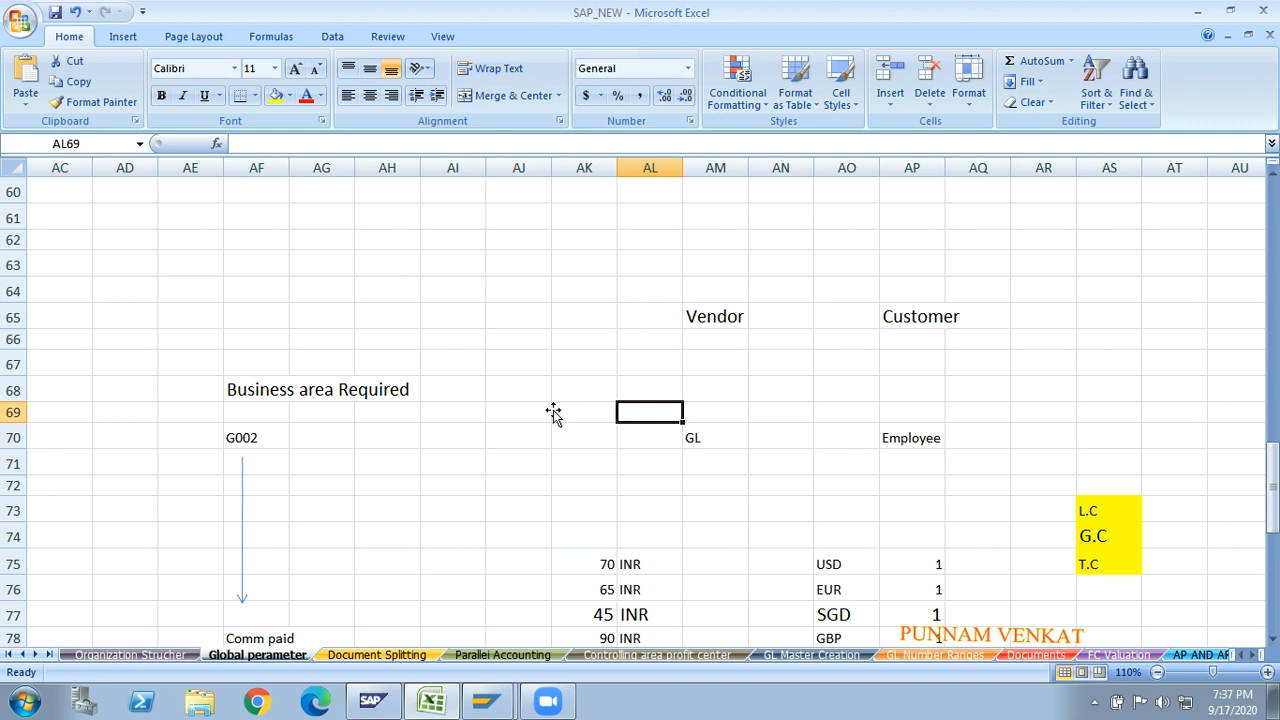 SAP_NEW - Microsoft Excel
Home Insert Page Layout Formulas Data Review View
Paste Cut Copy Format Painter Clipboard
Calibri 11 B I U Font
Wrap Text Merge & Center Alignment
General $ % , Number
Conditional Formatting Format as Table Cell Styles Styles
Insert Delete Format Cells
AutoSum Fill Clear Sort & Filter Find & Select Editing
AL69 fx
AC AD AE AF AG AH AI AJ AK AL AM AN AO AP AQ AR AS AT AU
60
61
62
63
64
65 Vendor Customer
66
67
68 Business area Required
69
70 G002 GL Employee
71
72
73 L.C
74 G.C
75 70 INR USD 1 T.C
76 65 INR EUR 1
77 45 INR SGD 1
78 Comm paid 90 INR GBP 1
PUNNAM VENKAT
Organization Strucher Global perameter Document Splitting Parallei Accounting Controlling area profit center GL Master Creation GL Number Ranges Documents FC Valuation AP AND AR
Ready 110%
SAP 7:37 PM
9/17/2020